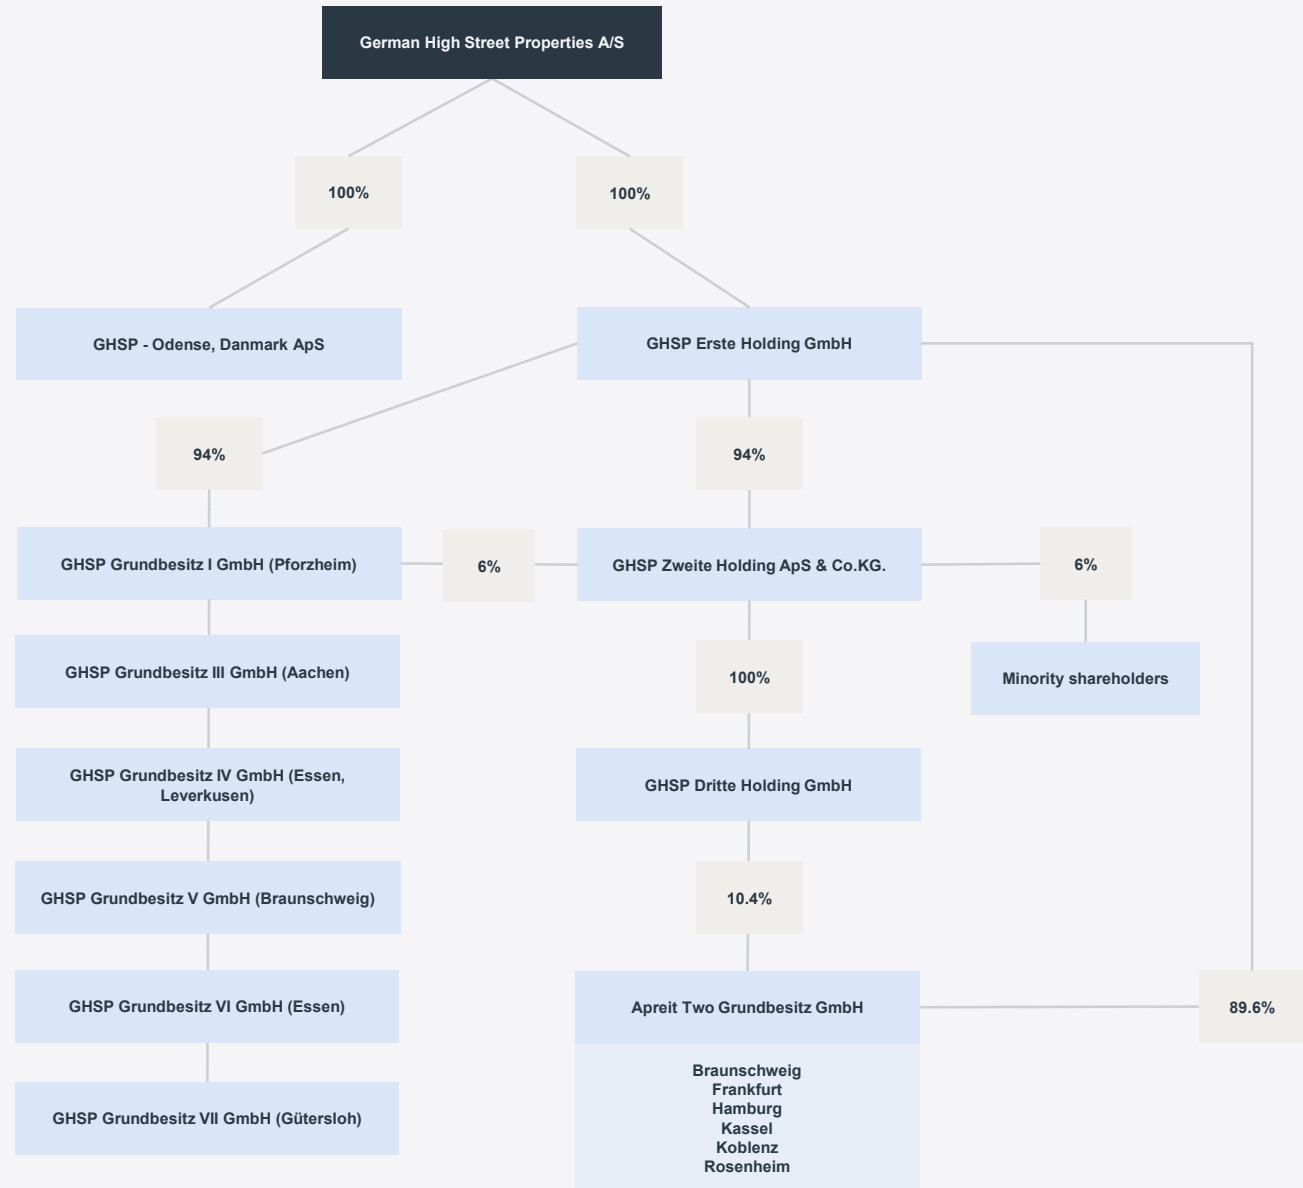 German High Street Properties A/S
100%
100%
GHSP - Odense, Danmark ApS
GHSP Erste Holding GmbH
94%
94%
GHSP Grundbesitz I GmbH (Pforzheim)
6%
GHSP Zweite Holding ApS & Co.KG.
6%
GHSP Grundbesitz III GmbH (Aachen)
100%
Minority shareholders
GHSP Grundbesitz IV GmbH (Essen,
Leverkusen)
GHSP Dritte Holding GmbH
GHSP Grundbesitz V GmbH (Braunschweig)
10.4%
GHSP Grundbesitz VI GmbH (Essen)
Apreit Two Grundbesitz GmbH
89.6%
Braunschweig
Frankfurt
Hamburg
Kassel
Koblenz
Rosenheim
GHSP Grundbesitz VII GmbH (Gütersloh)